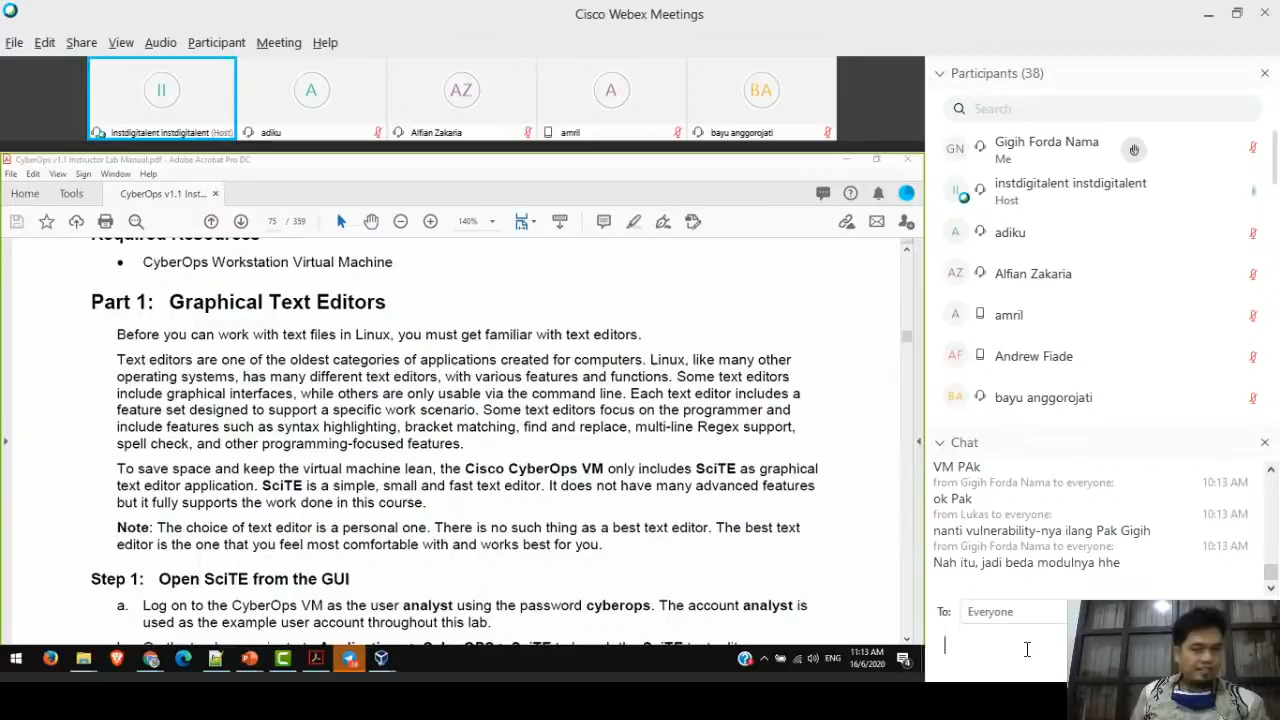 Cisco Webex Meetings
File Edit Share View Audio Participant Meeting Help
II A AZ A BA
instdigitalent instdigitalent (Host) adiku Alfian Zakaria amril bayu anggorojati
CyberOps v1.1 Instructor Lab Manual.pdf - Adobe Acrobat Pro DC
File Edit View Sign Window Help
Home Tools CyberOps v1.1 Inst... ×
75 / 359 140%
Required Resources
• CyberOps Workstation Virtual Machine
Part 1: Graphical Text Editors
Before you can work with text files in Linux, you must get familiar with text editors.
Text editors are one of the oldest categories of applications created for computers. Linux, like many other
operating systems, has many different text editors, with various features and functions. Some text editors
include graphical interfaces, while others are only usable via the command line. Each text editor includes a
feature set designed to support a specific work scenario. Some text editors focus on the programmer and
include features such as syntax highlighting, bracket matching, find and replace, multi-line Regex support,
spell check, and other programming-focused features.
To save space and keep the virtual machine lean, the Cisco CyberOps VM only includes SciTE as graphical
text editor application. SciTE is a simple, small and fast text editor. It does not have many advanced features
but it fully supports the work done in this course.
Note: The choice of text editor is a personal one. There is no such thing as a best text editor. The best text
editor is the one that you feel most comfortable with and works best for you.
Step 1: Open SciTE from the GUI
a. Log on to the CyberOps VM as the user analyst using the password cyberops. The account analyst is
used as the example user account throughout this lab.
ENG
11:13 AM
16/6/2020
4
Participants (38)
Search
GN Gigih Forda Nama
Me
II instdigitalent instdigitalent
Host
A adiku
AZ Alfian Zakaria
A amril
AF Andrew Fiade
BA bayu anggorojati
Chat
VM PAk
from Gigih Forda Nama to everyone: 10:13 AM
ok Pak
from Lukas to everyone: 10:13 AM
nanti vulnerability-nya ilang Pak Gigih
from Gigih Forda Nama to everyone: 10:13 AM
Nah itu, jadi beda modulnya hhe
To: Everyone